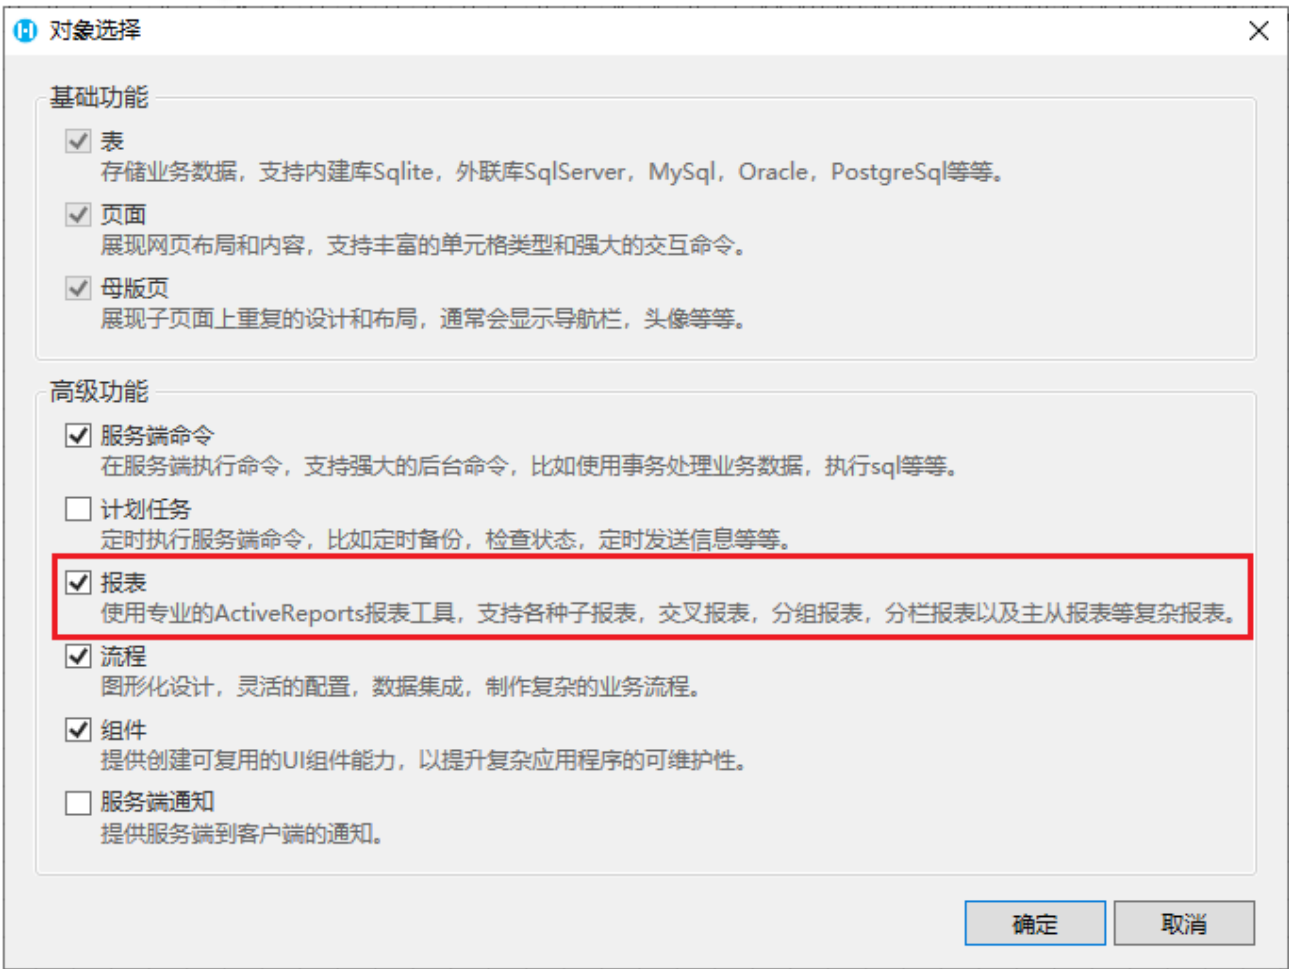 对象选择
基础功能
表
存储业务数据，支持内建库Sqlite，外联库SqlServer，MySql，Oracle，PostgreSql等等。
页面
展现网页布局和内容，支持丰富的单元格类型和强大的交互命令。
母版页
展现子页面上重复的设计和布局，通常会显示导航栏，头像等等。
高级功能
服务端命令
在服务端执行命令，支持强大的后台命令，比如使用事务处理业务数据，执行sql等等。
计划任务
定时执行服务端命令，比如定时备份，检查状态，定时发送信息等等。
报表
使用专业的ActiveReports报表工具，支持各种子报表，交叉报表，分组报表，分栏报表以及主从报表等复杂报表。
流程
图形化设计，灵活的配置，数据集成，制作复杂的业务流程。
组件
提供创建可复用的UI组件能力，以提升复杂应用程序的可维护性。
服务端通知
提供服务端到客户端的通知。
确定 取消